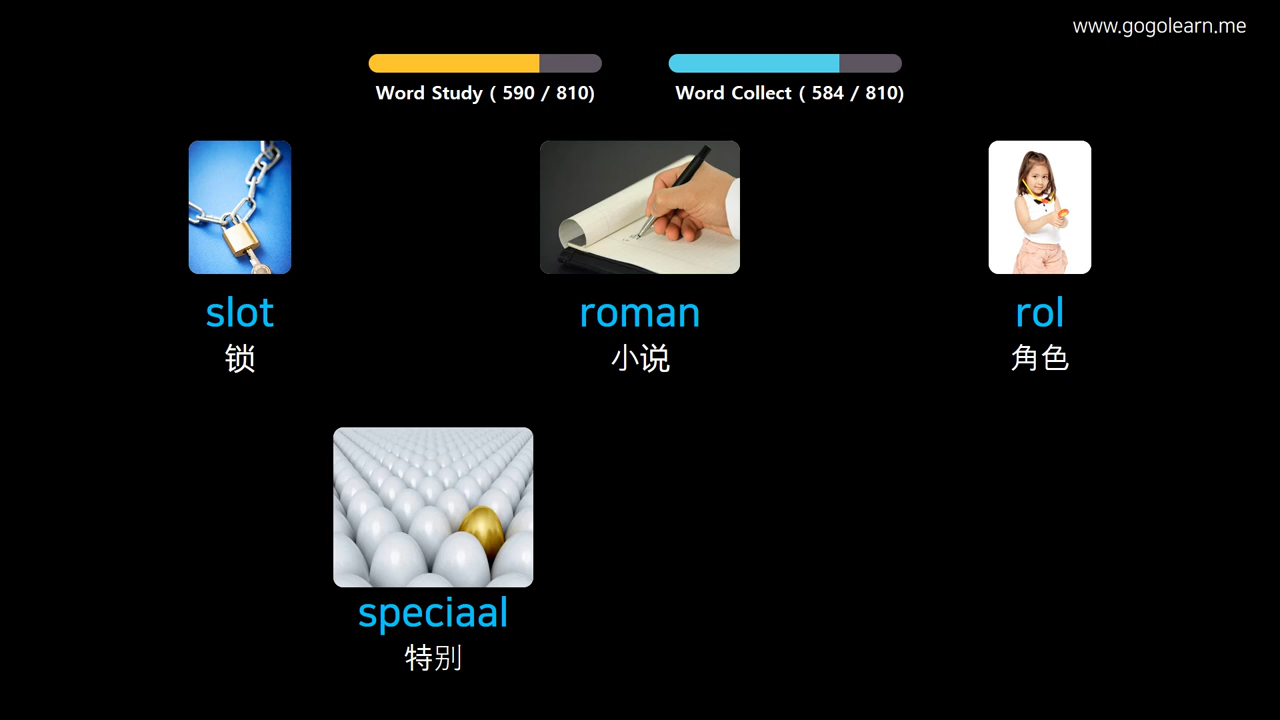 www.gogolearn.me
Word Study ( 590 / 810)
Word Collect ( 584 / 810)
slot
锁
roman
小说
rol
角色
speciaal
特别